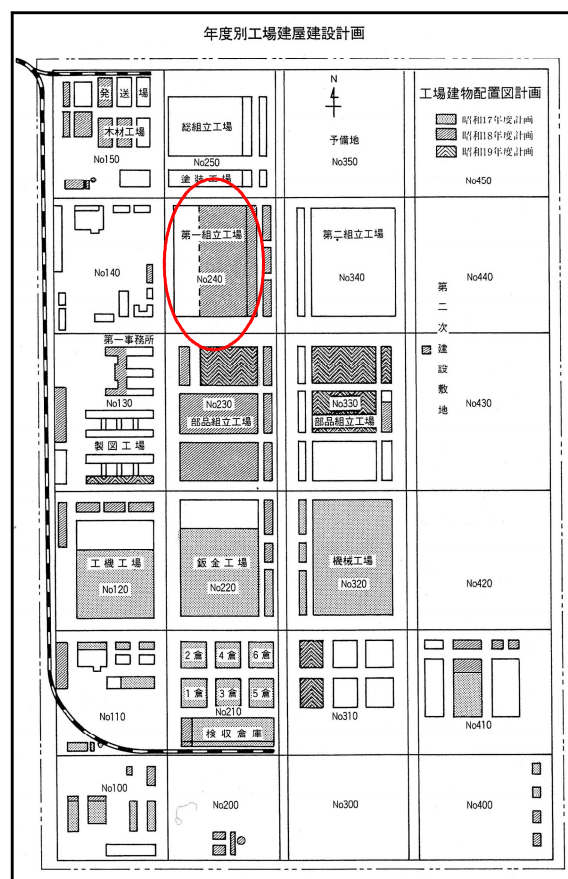 年度別工場建屋建設計画
工場建物配置図計画
昭和17年度計画
昭和18年度計画
昭和19年度計画
N
発送場
木材工場
No150
総組立工場
No250
塗装工場
予備地
No350
No450
No140
第一組立工場
No240
第二組立工場
No340
No440
第二次建設敷地
第一事務所
No130
製図工場
No230
部品組立工場
No330
部品組立工場
No430
工機工場
No120
鈑金工場
No220
機械工場
No320
No420
No110
2倉
4倉
6倉
1倉
3倉
5倉
No210
検収倉庫
No310
No410
No100
No200
No300
No400